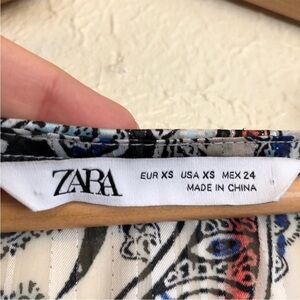 ZARA
EUR XS USA XS MEX 24
MADE IN CHINA